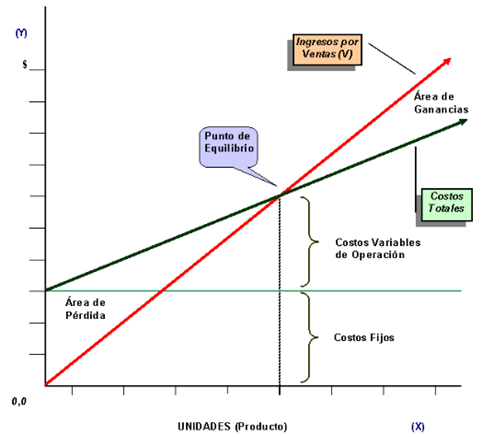 (Y)
$
Ingresos por
Ventas (V)
Área de
Ganancias
Punto de
Equilibrio
Costos
Totales
Costos Variables
de Operación
Área de
Pérdida
Costos Fijos
0,0
UNIDADES (Producto)
(X)